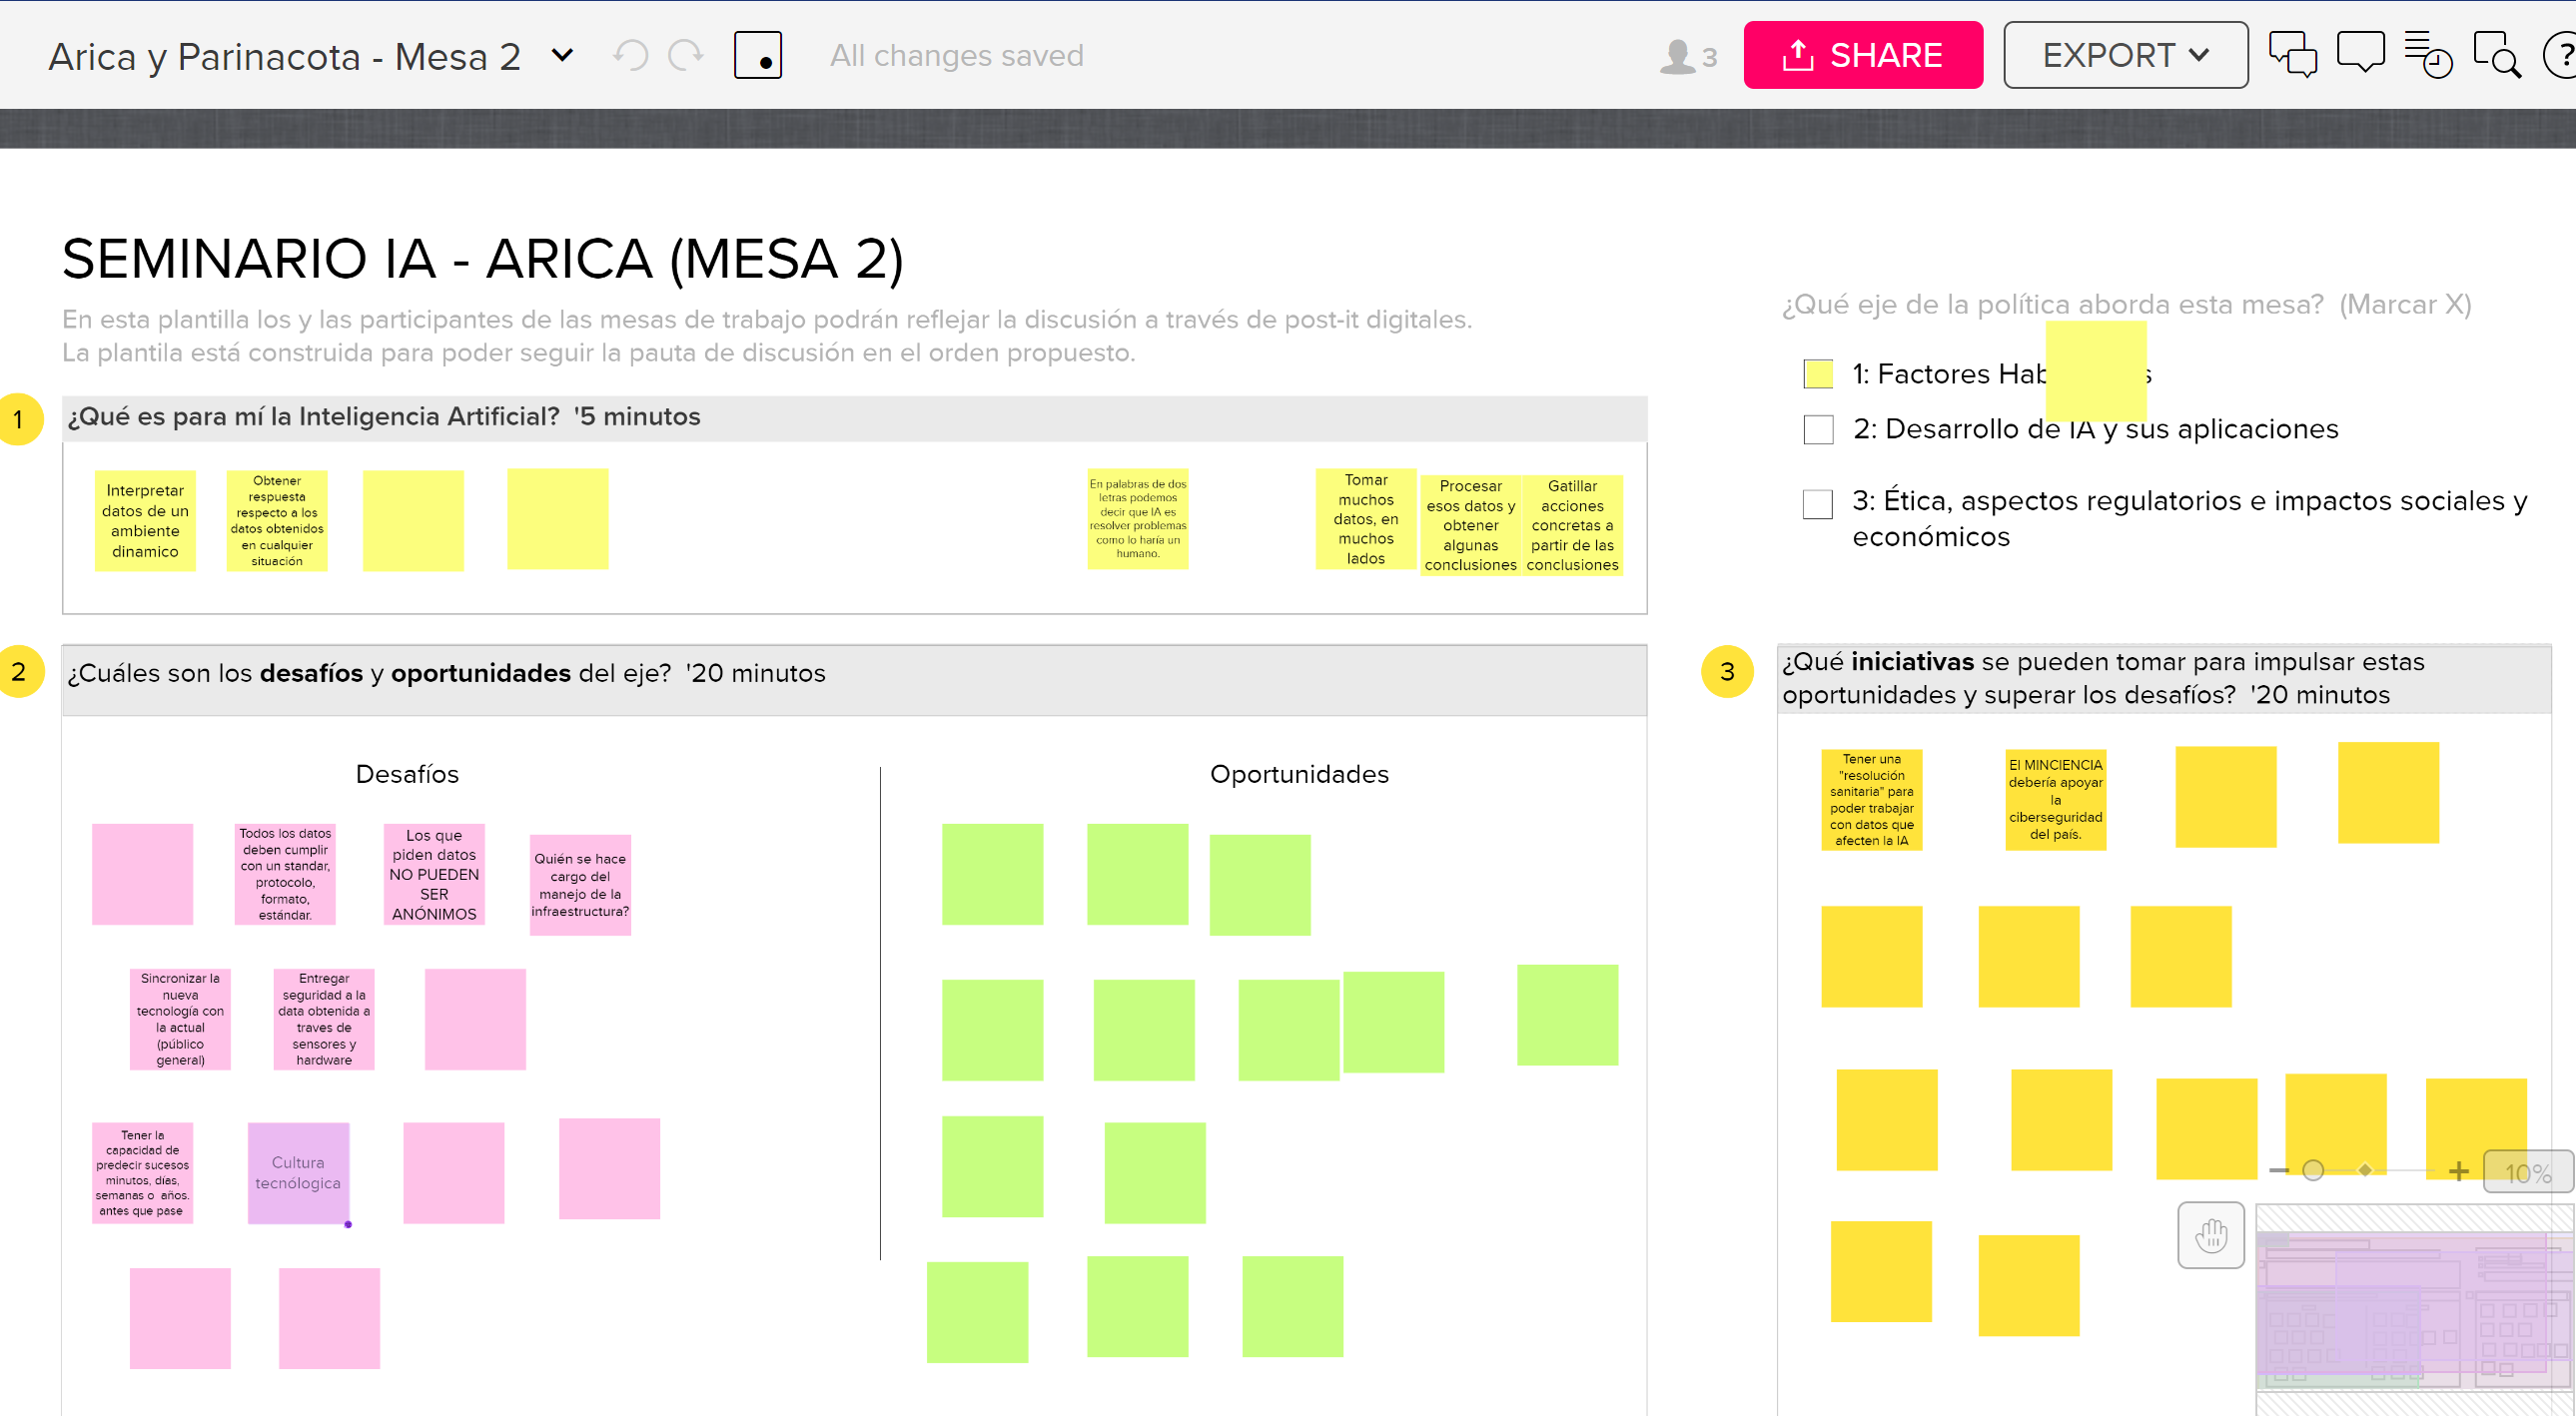 Arica y Parinacota - Mesa 2
All changes saved
3
SHARE
EXPORT
?
SEMINARIO IA - ARICA (MESA 2)
En esta plantilla los y las participantes de las mesas de trabajo podrán reflejar la discusión a través de post-it digitales.
La plantila está construida para poder seguir la pauta de discusión en el orden propuesto.
¿Qué eje de la política aborda esta mesa? (Marcar X)
1: Factores Hab s
2: Desarrollo de IA y sus aplicaciones
3: Ética, aspectos regulatorios e impactos sociales y
económicos
1
¿Qué es para mí la Inteligencia Artificial? '5 minutos
Interpretar
datos de un
ambiente
dinamico
Obtener
respuesta
respecto a los
datos obtenidos
en cualquier
situación
En palabras de dos
letras podemos
decir que IA es
resolver problemas
como lo haría un
humano.
Tomar
muchos
datos, en
muchos
lados
Procesar
esos datos y
obtener
algunas
conclusiones
Gatillar
acciones
concretas a
partir de las
conclusiones
2
¿Cuáles son los desafíos y oportunidades del eje? '20 minutos
Desafíos
Todos los datos
deben cumplir
con un standar,
protocolo,
formato,
estándar.
Los que
piden datos
NO PUEDEN
SER
ANÓNIMOS
Quién se hace
cargo del
manejo de la
infraestructura?
Sincronizar la
nueva
tecnología con
la actual
(público
general)
Entregar
seguridad a la
data obtenida a
traves de
sensores y
hardware
Tener la
capacidad de
predecir sucesos
minutos, días,
semanas o años.
antes que pase
Cultura
tecnólogica
Oportunidades
3
¿Qué iniciativas se pueden tomar para impulsar estas
oportunidades y superar los desafíos? '20 minutos
Tener una
"resolución
sanitaria" para
poder trabajar
con datos que
afecten la IA
El MINCIENCIA
debería apoyar
la
ciberseguridad
del país.
10%